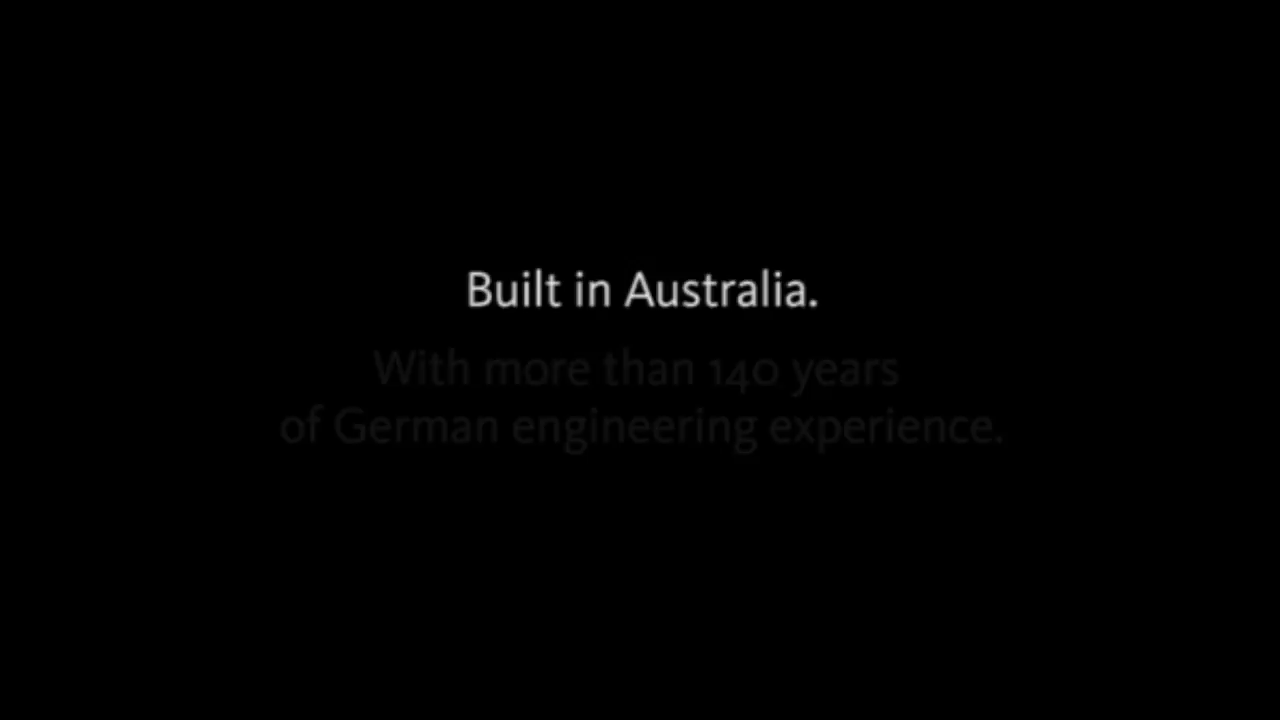 Built in Australia.
With more than 140 years
of German engineering experience.